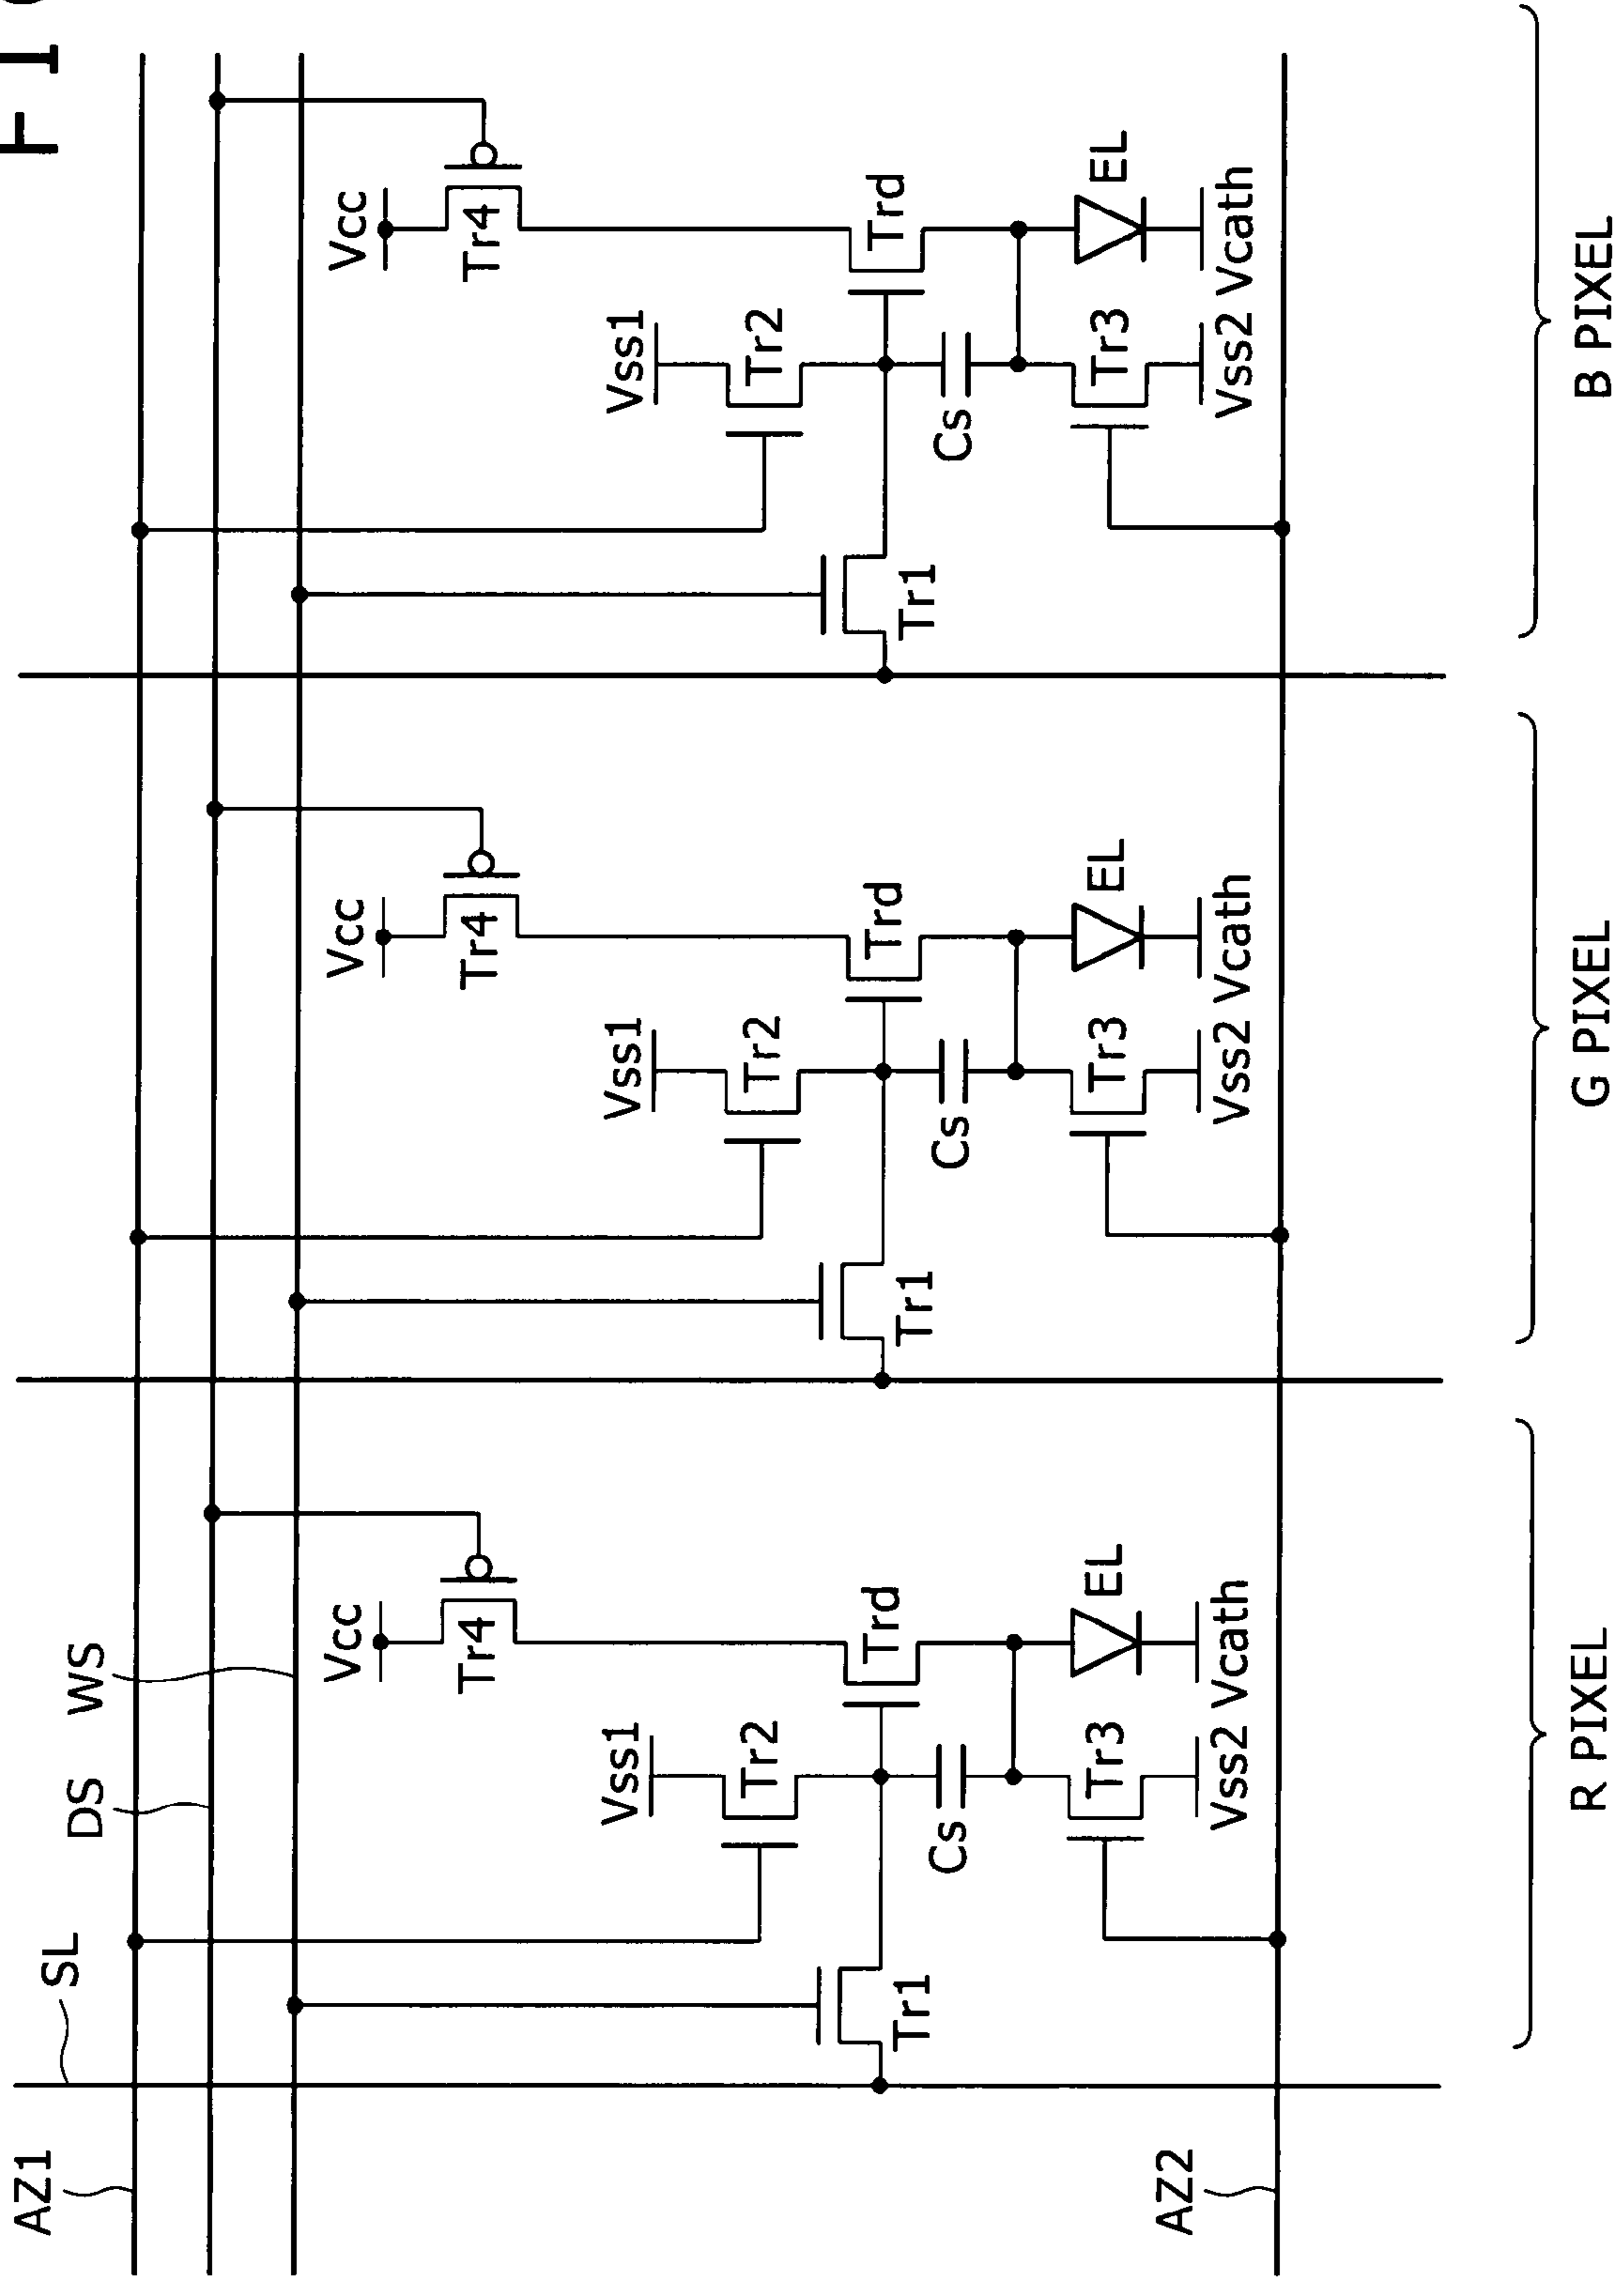 FI
AZ1
SL
DS
WS
Vcc
Tr4
Vss1
Tr2
Trd
Tr1
Cs
Tr3
EL
Vss2 Vcath
AZ2
R PIXEL
Vcc
Tr4
Vss1
Tr2
Trd
Tr1
Cs
Tr3
EL
Vss2 Vcath
G PIXEL
Vcc
Tr4
Vss1
Tr2
Trd
Tr1
Cs
Tr3
EL
Vss2 Vcath
B PIXEL